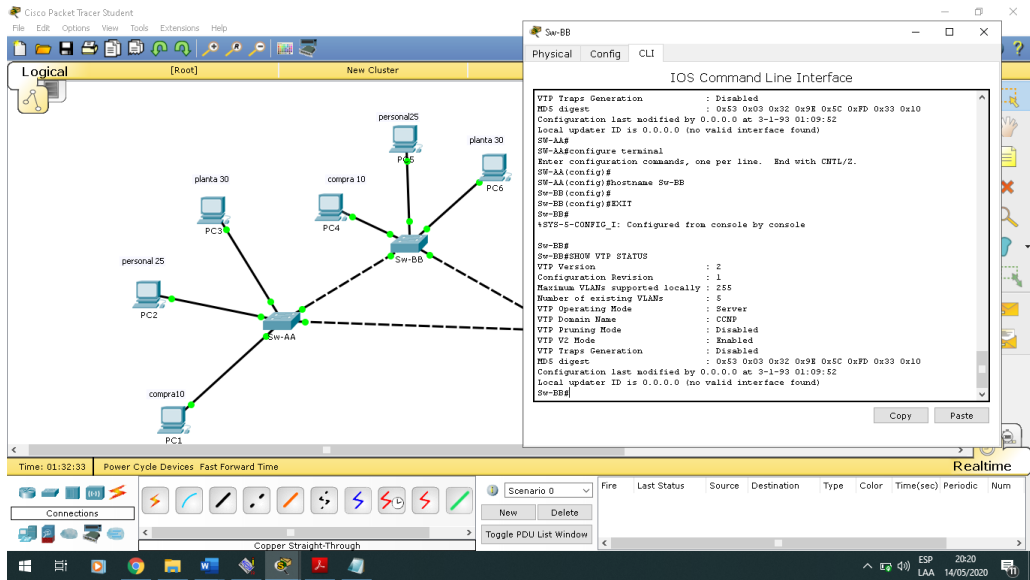 Cisco Packet Tracer Student
File Edit Options View Tools Extensions Help
Logical
[Root]
New Cluster
personal25
PC5
planta 30
PC6
planta 30
PC3
compra 10
PC4
Sw-BB
personal 25
PC2
Sw-AA
compra10
PC1
Sw-BB
Physical Config CLI
IOS Command Line Interface
VTP Traps Generation : Disabled
MD5 digest : 0x53 0x03 0x32 0x9E 0x5C 0xFD 0x33 0x10
Configuration last modified by 0.0.0.0 at 3-1-93 01:09:52
Local updater ID is 0.0.0.0 (no valid interface found)
SW-AA#
SW-AA#configure terminal
Enter configuration commands, one per line. End with CNTL/Z.
SW-AA(config)#
SW-AA(config)#hostname Sw-BB
Sw-BB(config)#
Sw-BB(config)#EXIT
Sw-BB#
%SYS-5-CONFIG_I: Configured from console by console
Sw-BB#
Sw-BB#SHOW VTP STATUS
VTP Version : 2
Configuration Revision : 1
Maximum VLANs supported locally : 255
Number of existing VLANs : 5
VTP Operating Mode : Server
VTP Domain Name : CCNP
VTP Pruning Mode : Disabled
VTP V2 Mode : Enabled
VTP Traps Generation : Disabled
MD5 digest : 0x53 0x03 0x32 0x9E 0x5C 0xFD 0x33 0x10
Configuration last modified by 0.0.0.0 at 3-1-93 01:09:52
Local updater ID is 0.0.0.0 (no valid interface found)
Sw-BB#
Copy Paste
Time: 01:32:33 Power Cycle Devices Fast Forward Time
Realtime
Connections
Copper Straight-Through
Scenario 0
New Delete
Toggle PDU List Window
Fire Last Status Source Destination Type Color Time(sec) Periodic Num
ESP
LAA
20:20
14/05/2020